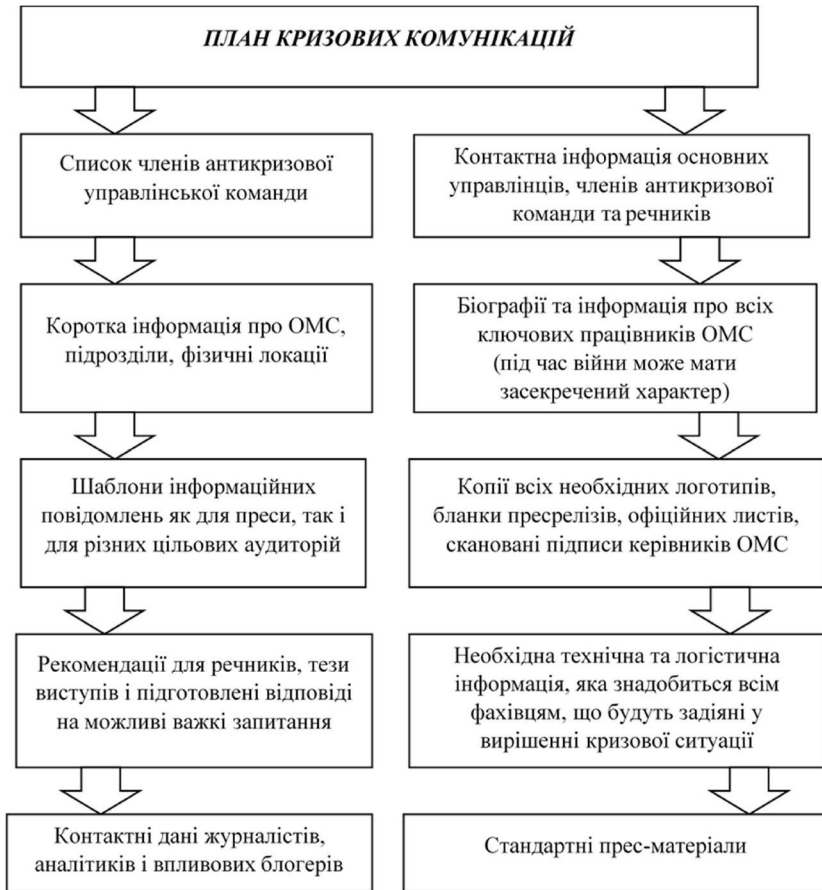 ПЛАН КРИЗОВИХ КОМУНІКАЦІЙ
Список членів антикризової
управлінської команди
Контактна інформація основних
управлінців, членів антикризової
команди та речників
Коротка інформація про ОМС,
підрозділи, фізичні локації
Біографії та інформація про всіх
ключових працівників ОМС
(під час війни може мати
засекречений характер)
Шаблони інформаційних
повідомлень як для преси, так і
для різних цільових аудиторій
Копії всіх необхідних логотипів,
бланки пресрелізів, офіційних листів,
скановані підписи керівників ОМС
Рекомендації для речників, тези
виступів і підготовлені відповіді
на можливі важкі запитання
Необхідна технічна та логістична
інформація, яка знадобиться всім
фахівцям, що будуть задіяні у
вирішенні кризової ситуації
Контактні дані журналістів,
аналітиків і впливових блогерів
Стандартні прес-матеріали